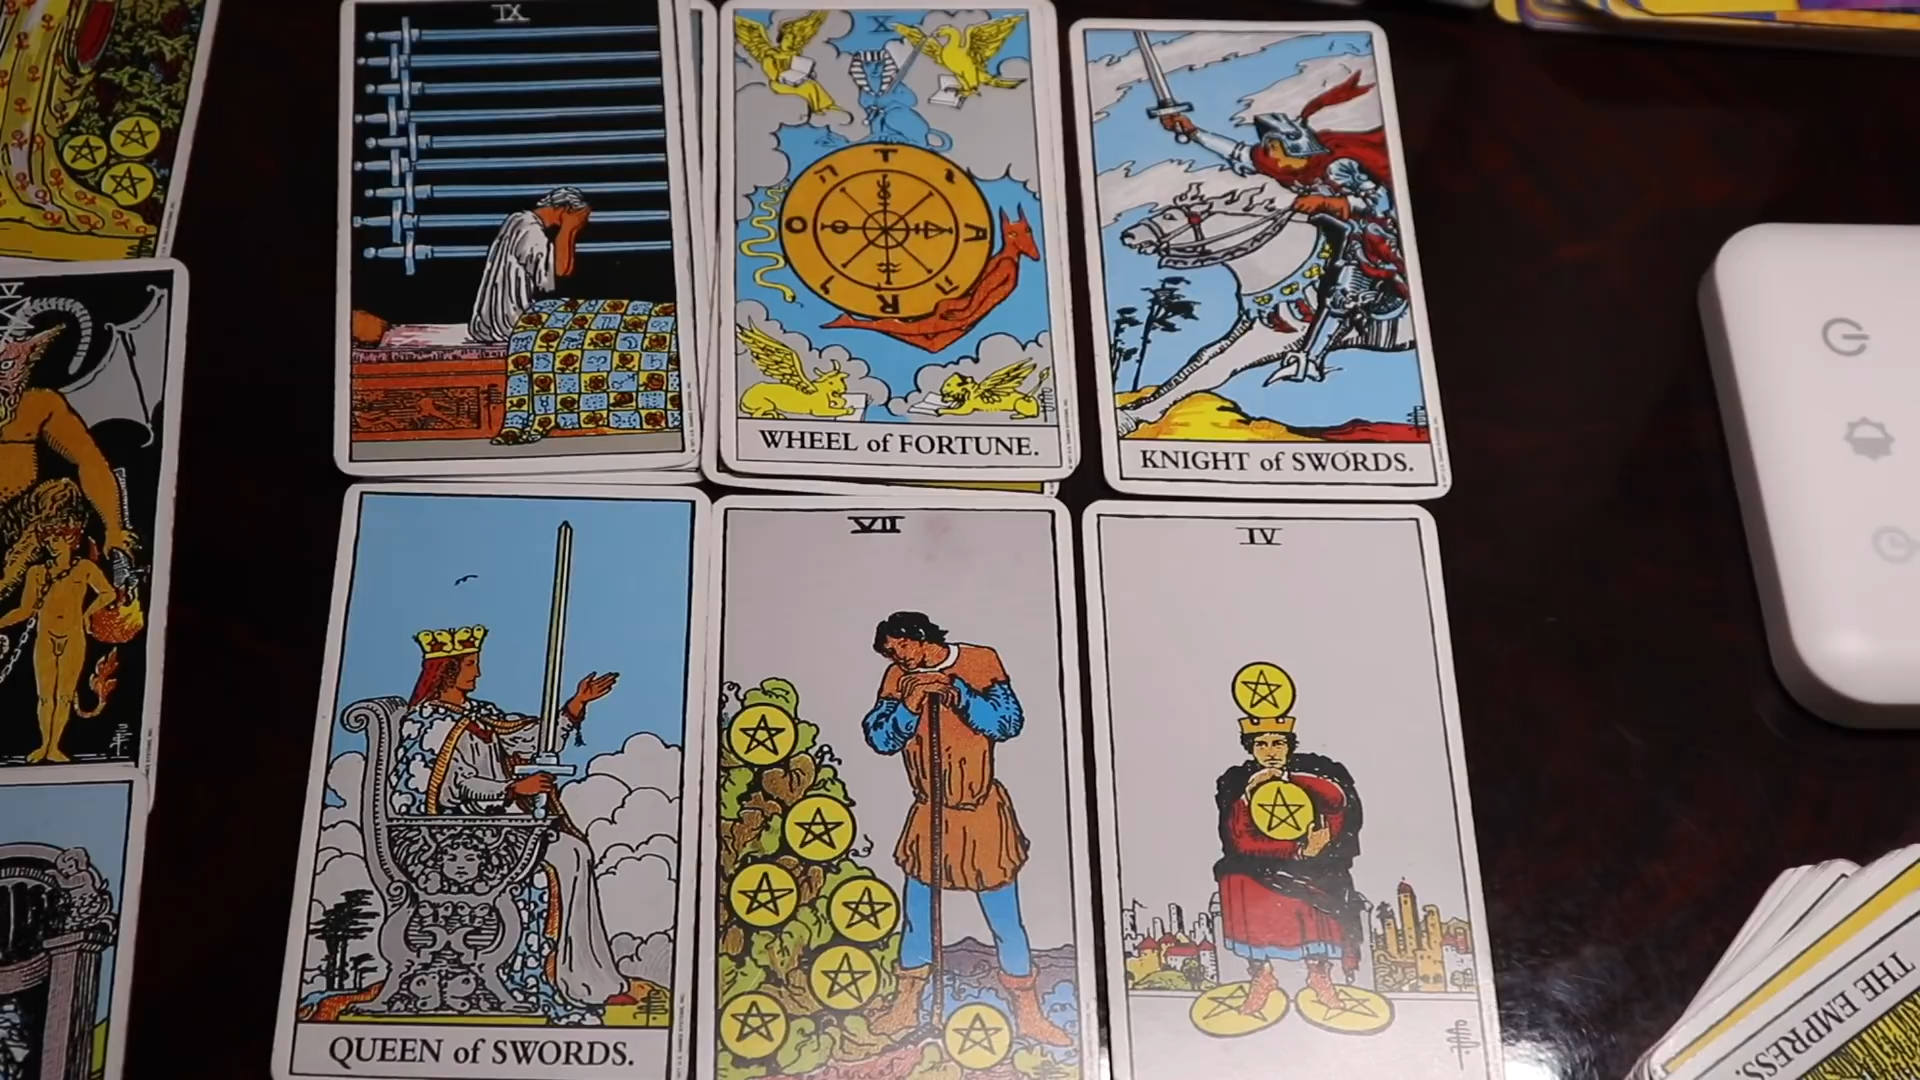 IX
X
T
A
R
O
WHEEL of FORTUNE.
KNIGHT of SWORDS.
QUEEN of SWORDS.
VII
IV
THE EMPRESS.